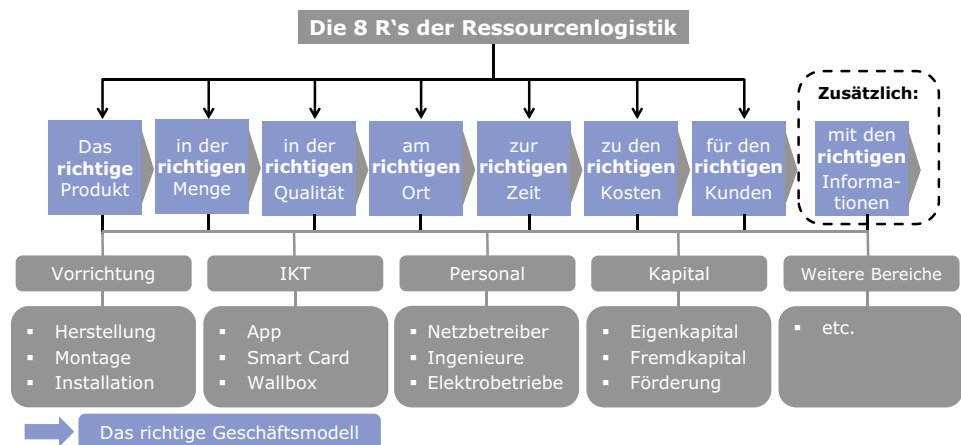 Die 8 R‘s der Ressourcenlogistik
Zusätzlich:
Das
richtige
Produkt
in der
richtigen
Menge
in der
richtigen
Qualität
am
richtigen
Ort
zur
richtigen
Zeit
zu den
richtigen
Kosten
für den
richtigen
Kunden
mit den
richtigen
Informa-
tionen
Vorrichtung
▪ Herstellung
▪ Montage
▪ Installation
IKT
▪ App
▪ Smart Card
▪ Wallbox
Personal
▪ Netzbetreiber
▪ Ingenieure
▪ Elektrobetriebe
Kapital
▪ Eigenkapital
▪ Fremdkapital
▪ Förderung
Weitere Bereiche
▪ etc.
Das richtige Geschäftsmodell